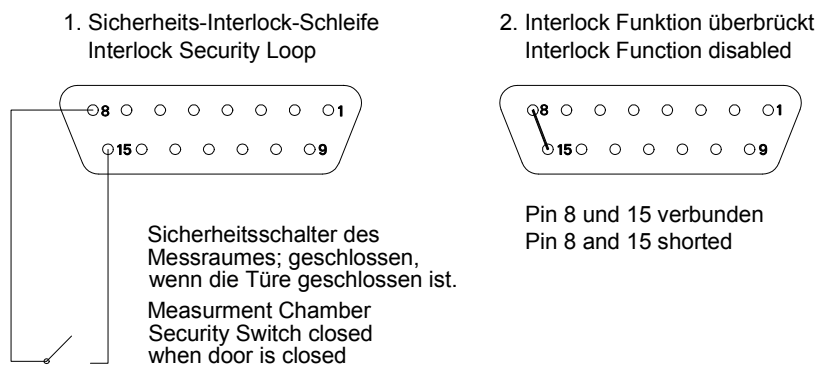 1. Sicherheits-Interlock-Schleife
Interlock Security Loop
8 1
15 9
Sicherheitsschalter des
Messraumes; geschlossen,
wenn die Türe geschlossen ist.
Measurment Chamber
Security Switch closed
when door is closed
2. Interlock Funktion überbrückt
Interlock Function disabled
8 1
15 9
Pin 8 und 15 verbunden
Pin 8 and 15 shorted